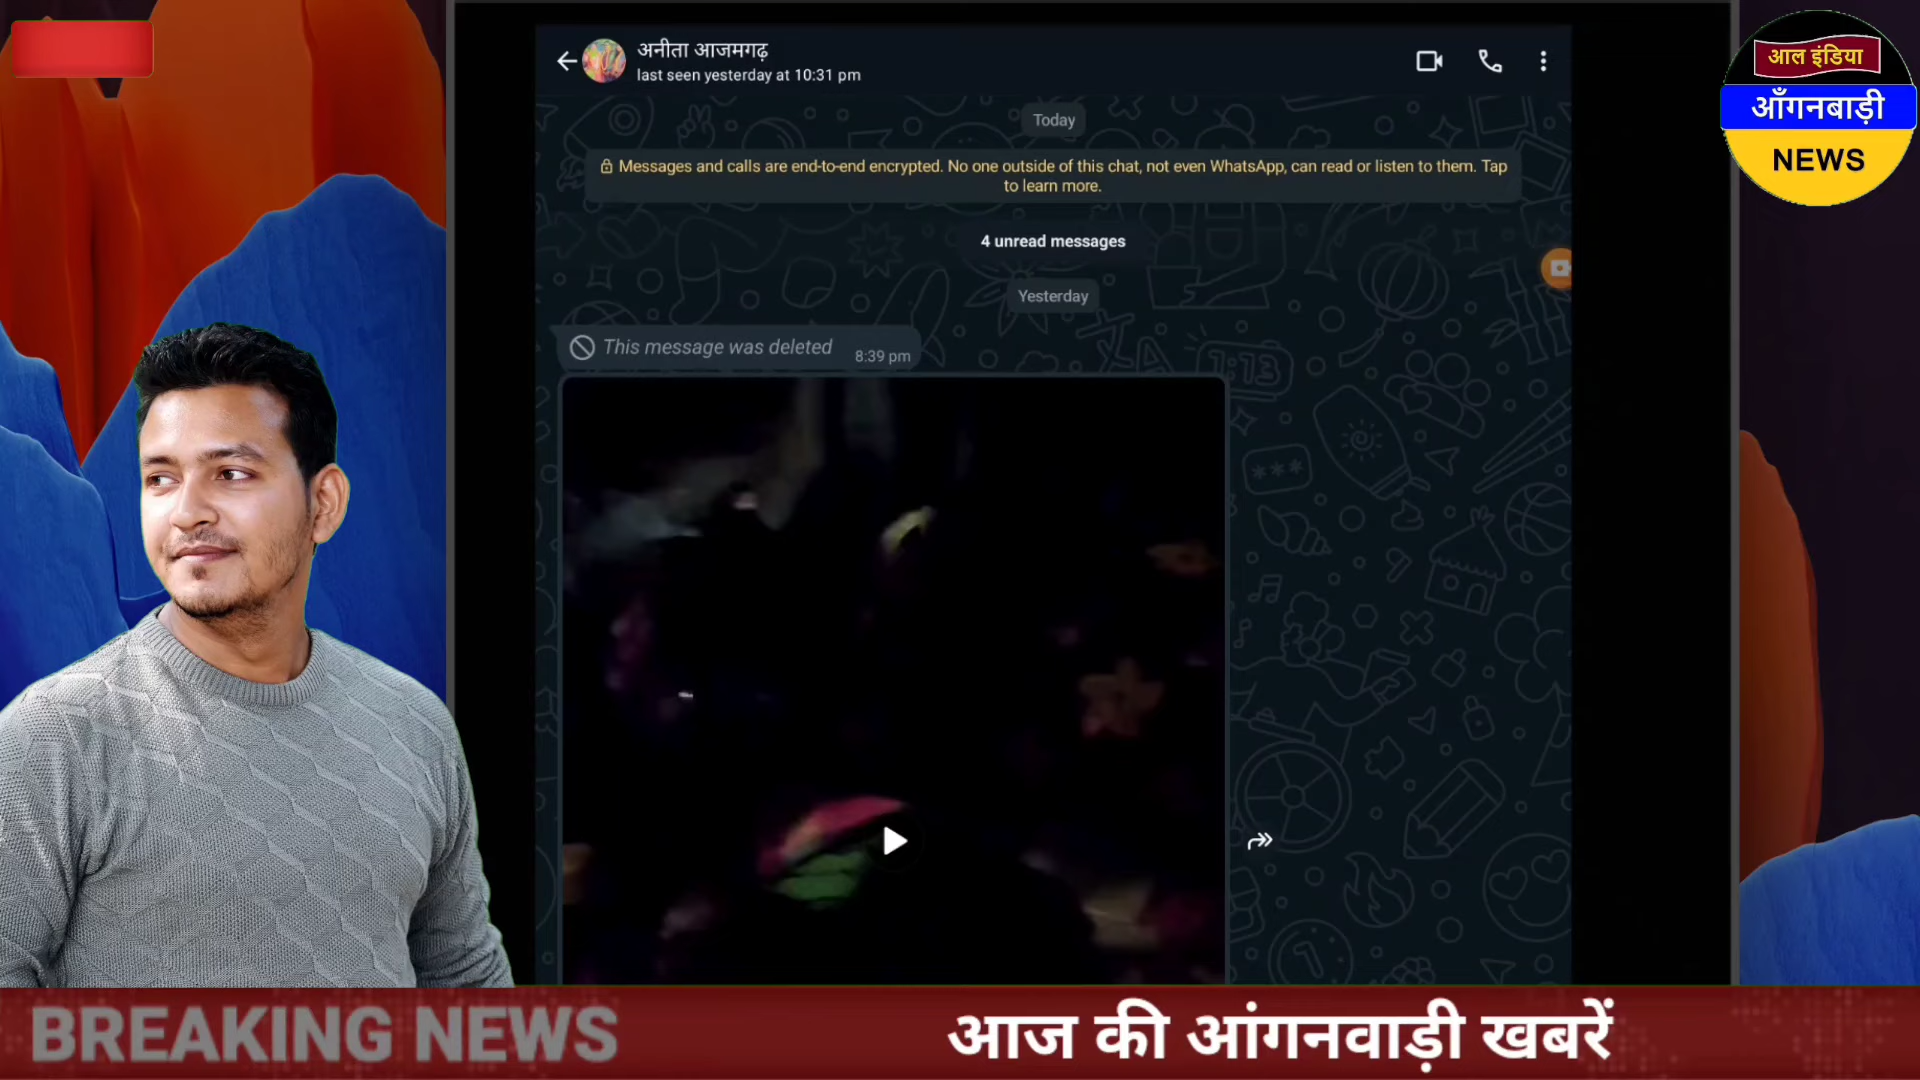 अनीता आजमगढ़
last seen yesterday at 10:31 pm
आल इंडिया
आँगनबाड़ी
NEWS
Today
Messages and calls are end-to-end encrypted. No one outside of this chat, not even WhatsApp, can read or listen to them. Tap
to learn more.
4 unread messages
Yesterday
This message was deleted
8:39 pm
BREAKING NEWS
आज की आंगनवाड़ी खबरें